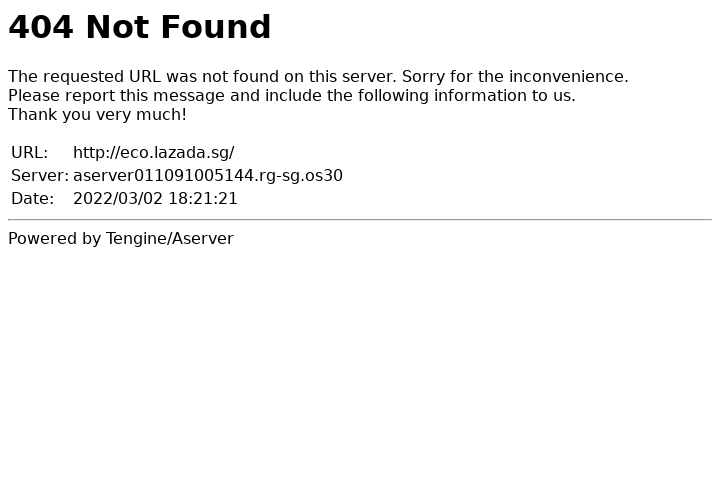 404 Not Found
The requested URL was not found on this server. Sorry for the inconvenience.
Please report this message and include the following information to us.
Thank you very much!
URL: http://eco.lazada.sg/
Server: aserver011091005144.rg-sg.os30
Date: 2022/03/02 18:21:21
Powered by Tengine/Aserver